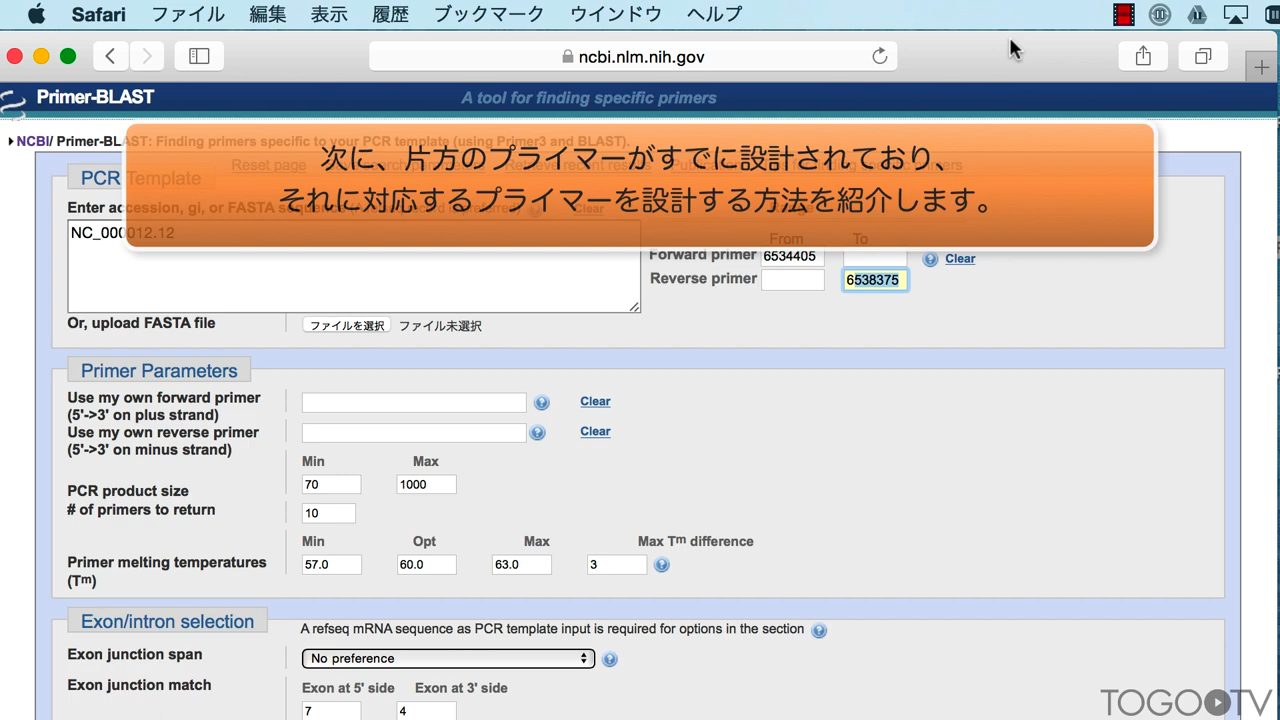 Safari ファイル 編集 表示 履歴 ブックマーク ウインドウ ヘルプ
ncbi.nlm.nih.gov
Primer-BLAST A tool for finding specific primers
NCBI/ Primer-BLAST: Finding primers specific to your PCR template (using Primer3 and BLAST).
次に、片方のプライマーがすでに設計されており、
それに対応するプライマーを設計する方法を紹介します。
Reset page
PCR Template
Enter accession, gi, or FASTA sequence Clear
NC_000012.12
From To
Forward primer 6534405 Clear
Reverse primer 6538375
Or, upload FASTA file ファイルを選択 ファイル未選択
Primer Parameters
Use my own forward primer Clear
(5'->3' on plus strand)
Use my own reverse primer Clear
(5'->3' on minus strand)
Min Max
70 1000
PCR product size
# of primers to return 10
Min Opt Max Max Tm difference
Primer melting temperatures 57.0 60.0 63.0 3
(Tm)
Exon/intron selection
A refseq mRNA sequence as PCR template input is required for options in the section
Exon junction span No preference
Exon junction match Exon at 5' side Exon at 3' side
7 4
TOGO TV